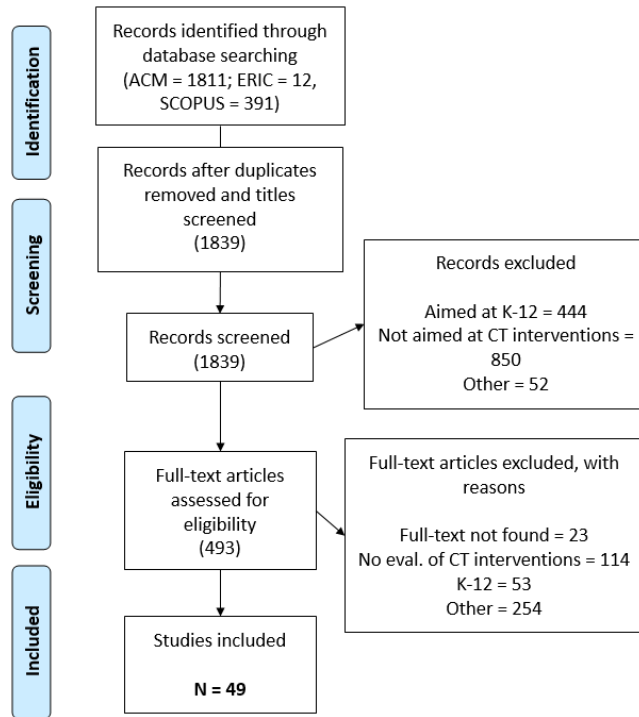 Identification
Records identified through
database searching
(ACM = 1811; ERIC = 12,
SCOPUS = 391)
Records after duplicates
removed and titles
screened
(1839)
Screening
Records screened
(1839)
Records excluded
Aimed at K-12 = 444
Not aimed at CT interventions =
850
Other = 52
Eligibility
Full-text articles
assessed for
eligibility
(493)
Full-text articles excluded, with
reasons
Full-text not found = 23
No eval. of CT interventions = 114
K-12 = 53
Other = 254
Included
Studies included
N = 49